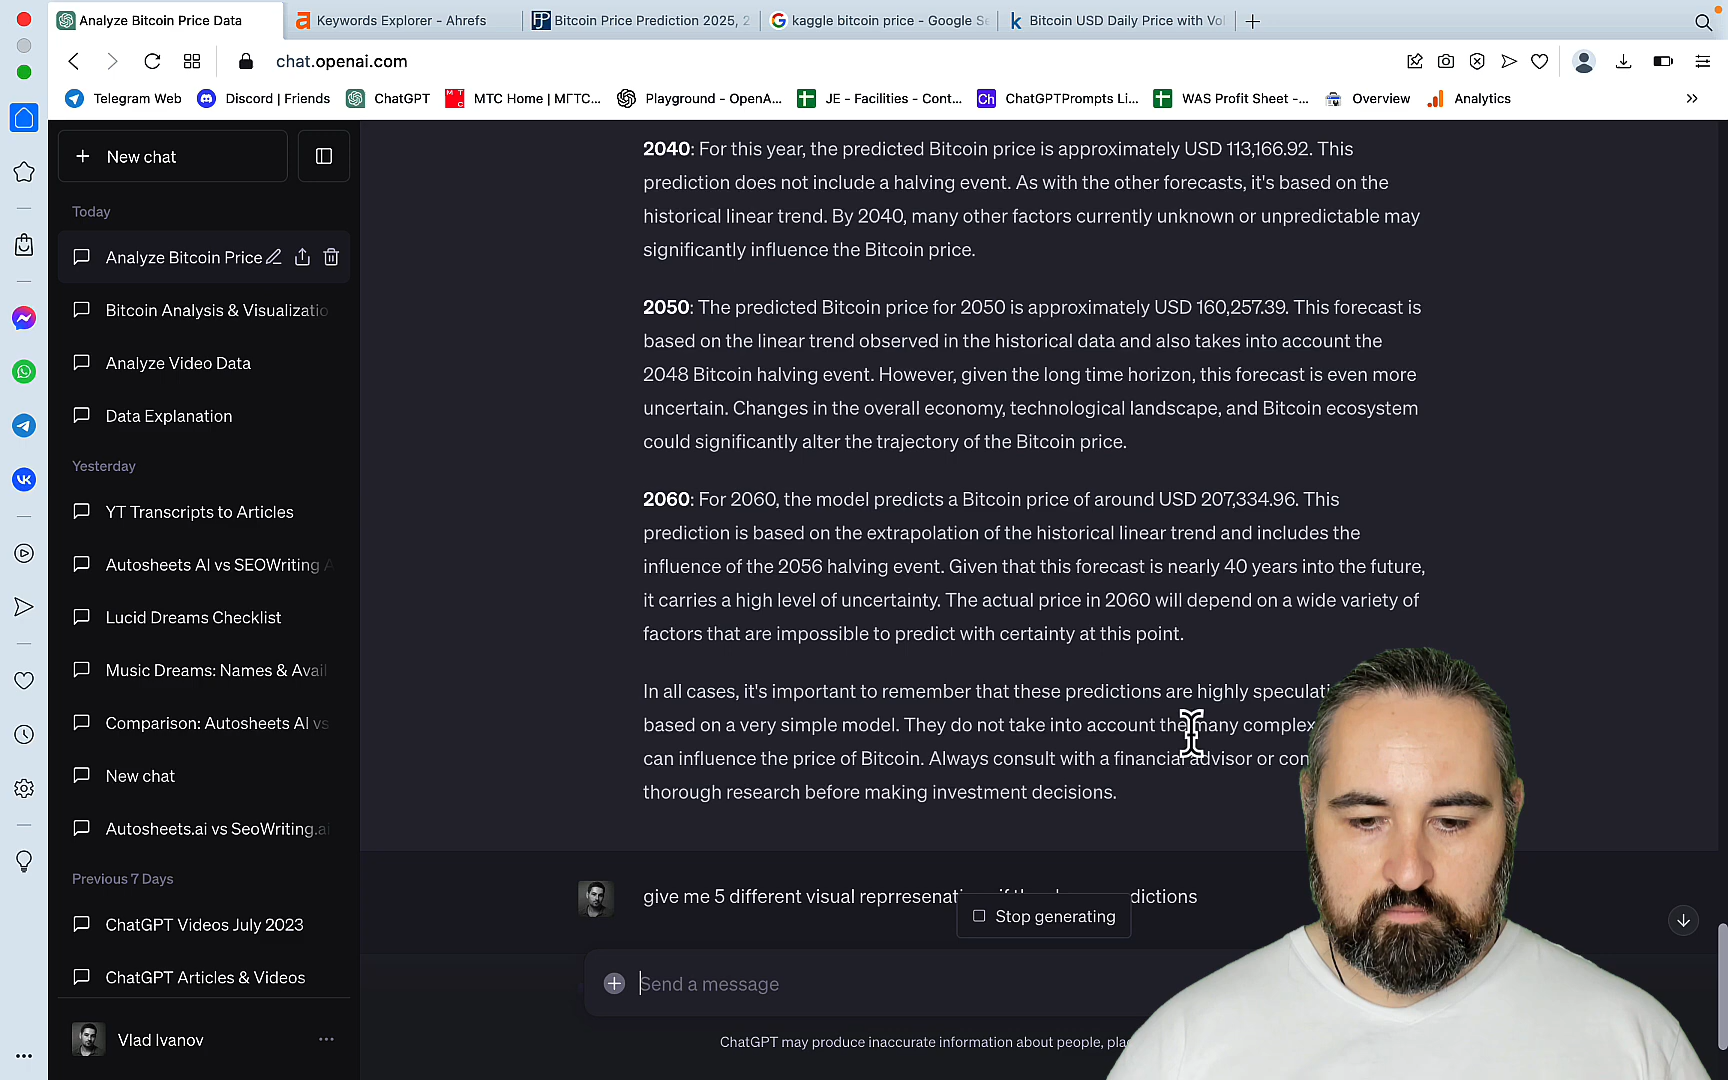 Analyze Bitcoin Price Data
Keywords Explorer - Ahrefs
Bitcoin Price Prediction 2025, 2
kaggle bitcoin price - Google Se
Bitcoin USD Daily Price with Vol
chat.openai.com
Telegram Web
Discord | Friends
ChatGPT
МТС Home | МГТС...
Playground - OpenA...
JE - Facilities - Cont...
ChatGPTPrompts Li...
WAS Profit Sheet -...
Overview
Analytics
New chat
Today
Analyze Bitcoin Price
Bitcoin Analysis & Visualizatio
Analyze Video Data
Data Explanation
Yesterday
YT Transcripts to Articles
Autosheets AI vs SEOWriting A
Lucid Dreams Checklist
Music Dreams: Names & Avail
Comparison: Autosheets AI vs
New chat
Autosheets.ai vs SeoWriting.ai
Previous 7 Days
ChatGPT Videos July 2023
ChatGPT Articles & Videos
Vlad Ivanov
2040: For this year, the predicted Bitcoin price is approximately USD 113,166.92. This
prediction does not include a halving event. As with the other forecasts, it's based on the
historical linear trend. By 2040, many other factors currently unknown or unpredictable may
significantly influence the Bitcoin price.
2050: The predicted Bitcoin price for 2050 is approximately USD 160,257.39. This forecast is
based on the linear trend observed in the historical data and also takes into account the
2048 Bitcoin halving event. However, given the long time horizon, this forecast is even more
uncertain. Changes in the overall economy, technological landscape, and Bitcoin ecosystem
could significantly alter the trajectory of the Bitcoin price.
2060: For 2060, the model predicts a Bitcoin price of around USD 207,334.96. This
prediction is based on the extrapolation of the historical linear trend and includes the
influence of the 2056 halving event. Given that this forecast is nearly 40 years into the future,
it carries a high level of uncertainty. The actual price in 2060 will depend on a wide variety of
factors that are impossible to predict with certainty at this point.
In all cases, it's important to remember that these predictions are highly speculati
based on a very simple model. They do not take into account the many complex
can influence the price of Bitcoin. Always consult with a financial advisor or con
thorough research before making investment decisions.
give me 5 different visual reprresenat dictions
Stop generating
Send a message
ChatGPT may produce inaccurate information about people, pla